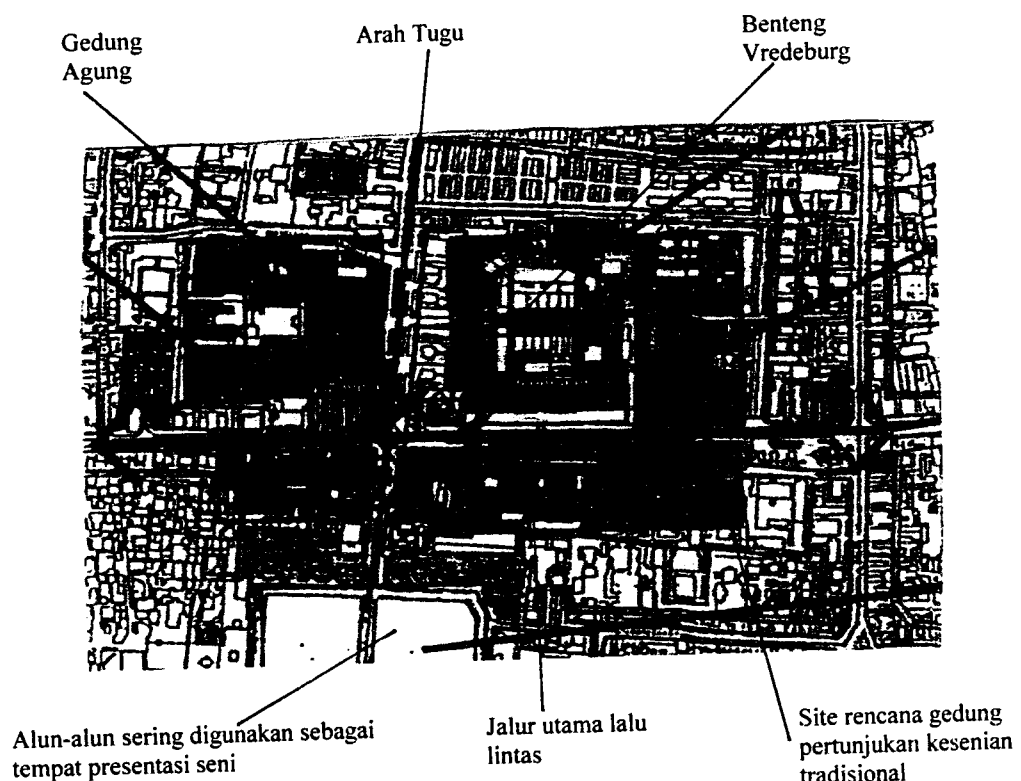 Gedung
Agung
Arah Tugu
Benteng
Vredeburg
Alun-alun sering digunakan sebagai
tempat presentasi seni
Jalur utama lalu
lintas
Site rencana gedung
pertunjukan kesenian
tradisional